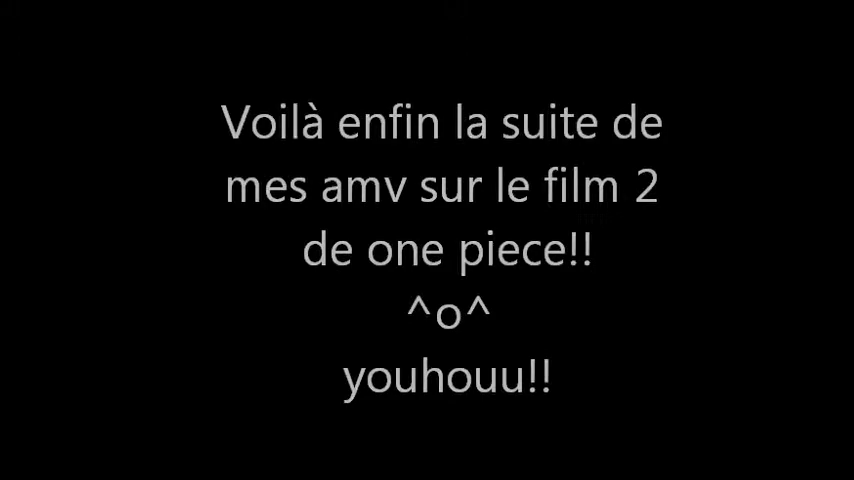 Voilà enfin la suite de
mes amv sur le film 2
de one piece!!
^o^
youhouu!!